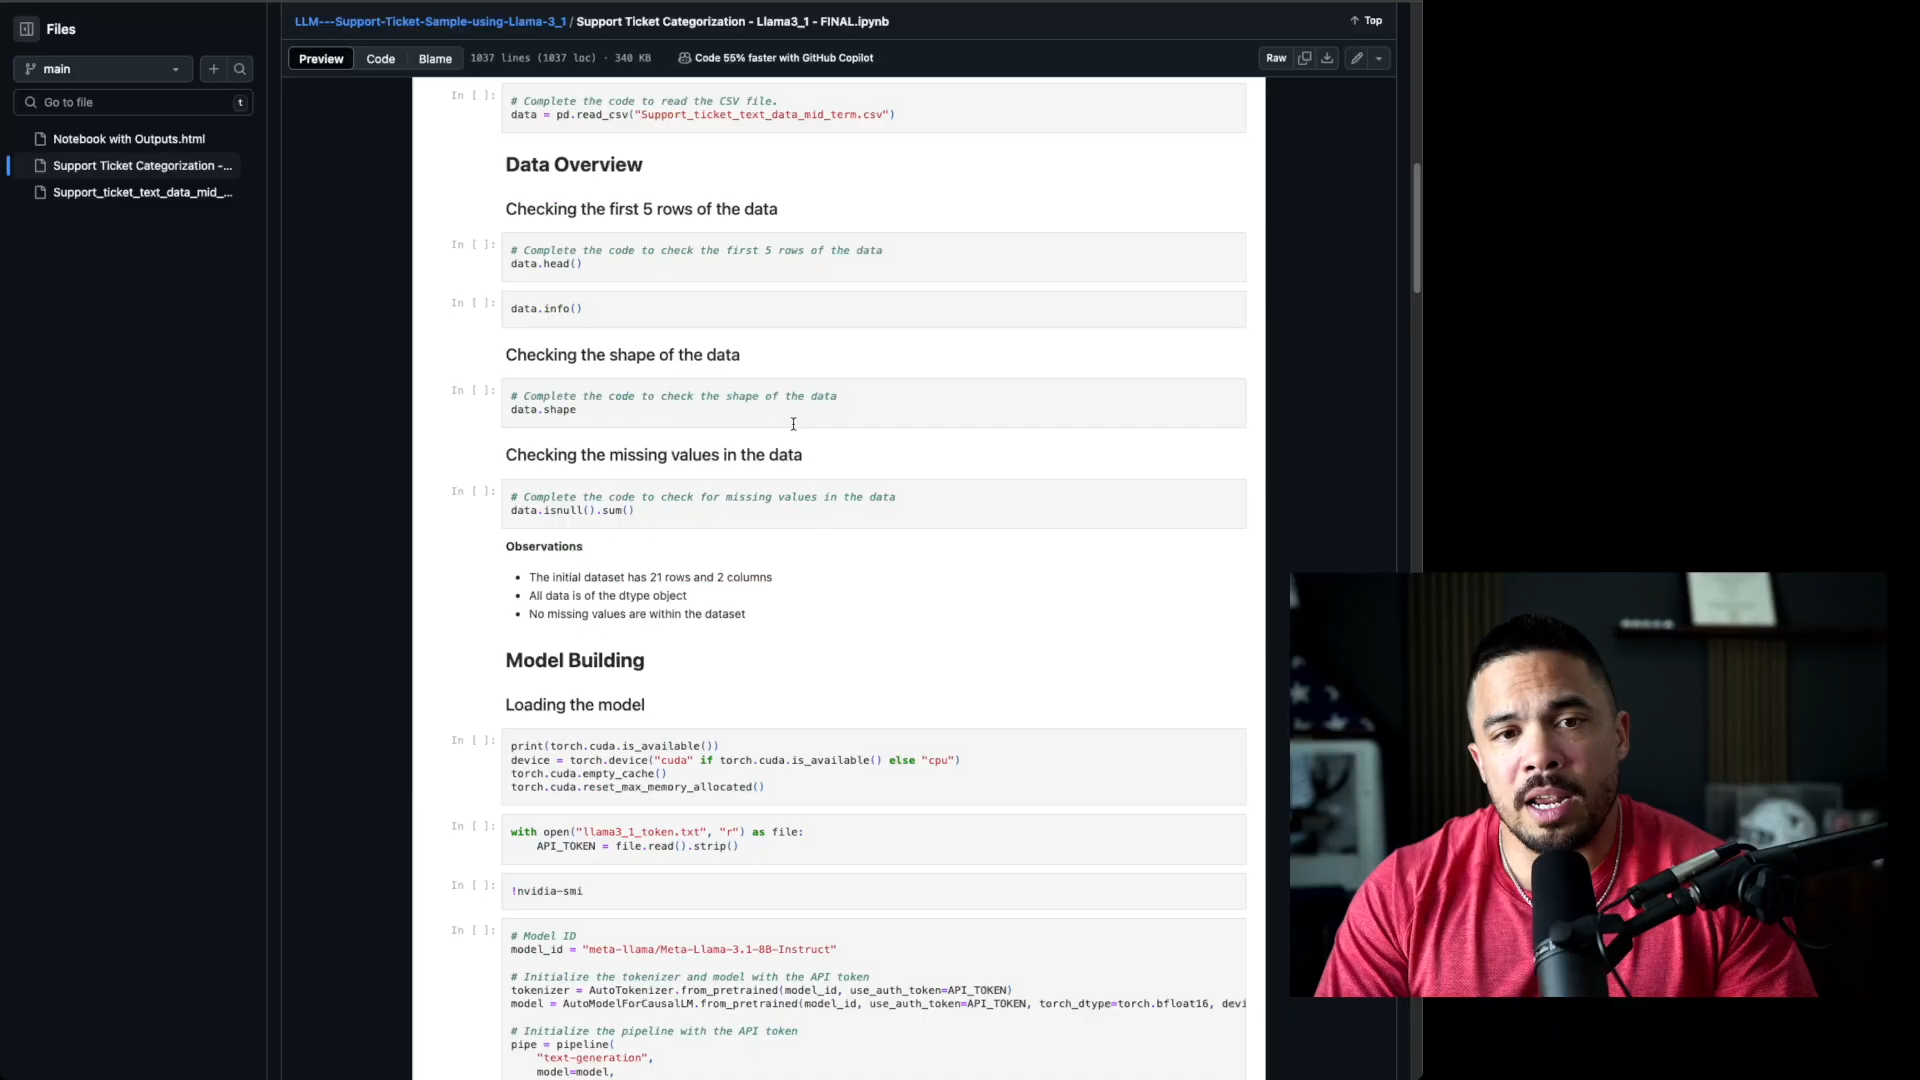 Files
main
Go to file
t
Notebook with Outputs.html
Support Ticket Categorization -...
Support_ticket_text_data_mid_...
LLM---Support-Ticket-Sample-using-Llama-3_1 / Support Ticket Categorization - Llama3_1 - FINAL.ipynb
Top
Preview
Code
Blame
1037 lines (1037 loc) · 340 KB
Code 55% faster with GitHub Copilot
Raw
In [ ]:
# Complete the code to read the CSV file.
data = pd.read_csv("Support_ticket_text_data_mid_term.csv")
Data Overview
Checking the first 5 rows of the data
In [ ]:
# Complete the code to check the first 5 rows of the data
data.head()
In [ ]:
data.info()
Checking the shape of the data
In [ ]:
# Complete the code to check the shape of the data
data.shape
Checking the missing values in the data
In [ ]:
# Complete the code to check for missing values in the data
data.isnull().sum()
Observations
• The initial dataset has 21 rows and 2 columns
• All data is of the dtype object
• No missing values are within the dataset
Model Building
Loading the model
In [ ]:
print(torch.cuda.is_available())
device = torch.device("cuda" if torch.cuda.is_available() else "cpu")
torch.cuda.empty_cache()
torch.cuda.reset_max_memory_allocated()
In [ ]:
with open("llama3_1_token.txt", "r") as file:
    API_TOKEN = file.read().strip()
In [ ]:
!nvidia-smi
In [ ]:
# Model ID
model_id = "meta-llama/Meta-Llama-3.1-8B-Instruct"
# Initialize the tokenizer and model with the API token
tokenizer = AutoTokenizer.from_pretrained(model_id, use_auth_token=API_TOKEN)
model = AutoModelForCausalLM.from_pretrained(model_id, use_auth_token=API_TOKEN, torch_dtype=torch.bfloat16, devi
# Initialize the pipeline with the API token
pipe = pipeline(
    "text-generation",
    model=model,